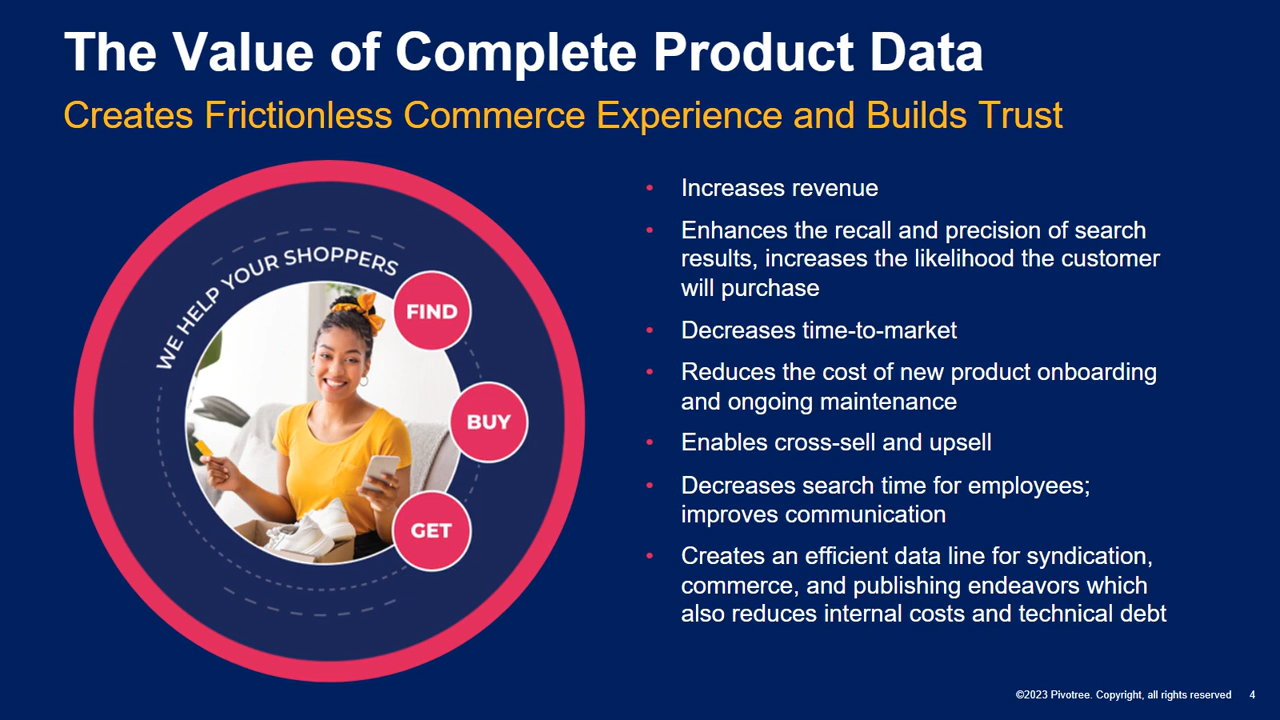 The Value of Complete Product Data
Creates Frictionless Commerce Experience and Builds Trust
WE HELP YOUR SHOPPERS
FIND
BUY
GET
• Increases revenue
• Enhances the recall and precision of search
results, increases the likelihood the customer
will purchase
• Decreases time-to-market
• Reduces the cost of new product onboarding
and ongoing maintenance
• Enables cross-sell and upsell
• Decreases search time for employees;
improves communication
• Creates an efficient data line for syndication,
commerce, and publishing endeavors which
also reduces internal costs and technical debt
©2023 Pivotree. Copyright, all rights reserved 4